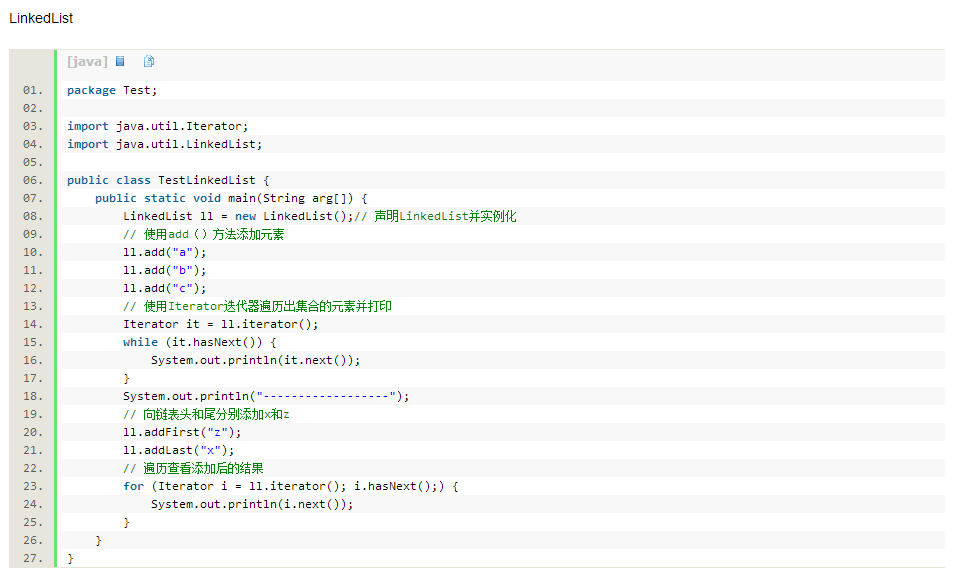 LinkedList
[java]
01. package Test;
02.
03. import java.util.Iterator;
04. import java.util.LinkedList;
05.
06. public class TestLinkedList {
07.     public static void main(String arg[]) {
08.         LinkedList ll = new LinkedList();// 声明LinkedList并实例化
09.         // 使用add（）方法添加元素
10.         ll.add("a");
11.         ll.add("b");
12.         ll.add("c");
13.         // 使用Iterator迭代器遍历出集合的元素并打印
14.         Iterator it = ll.iterator();
15.         while (it.hasNext()) {
16.             System.out.println(it.next());
17.         }
18.         System.out.println("------------------");
19.         // 向链表头和尾分别添加x和z
20.         ll.addFirst("z");
21.         ll.addLast("x");
22.         // 遍历查看添加后的结果
23.         for (Iterator i = ll.iterator(); i.hasNext();) {
24.             System.out.println(i.next());
25.         }
26.     }
27. }